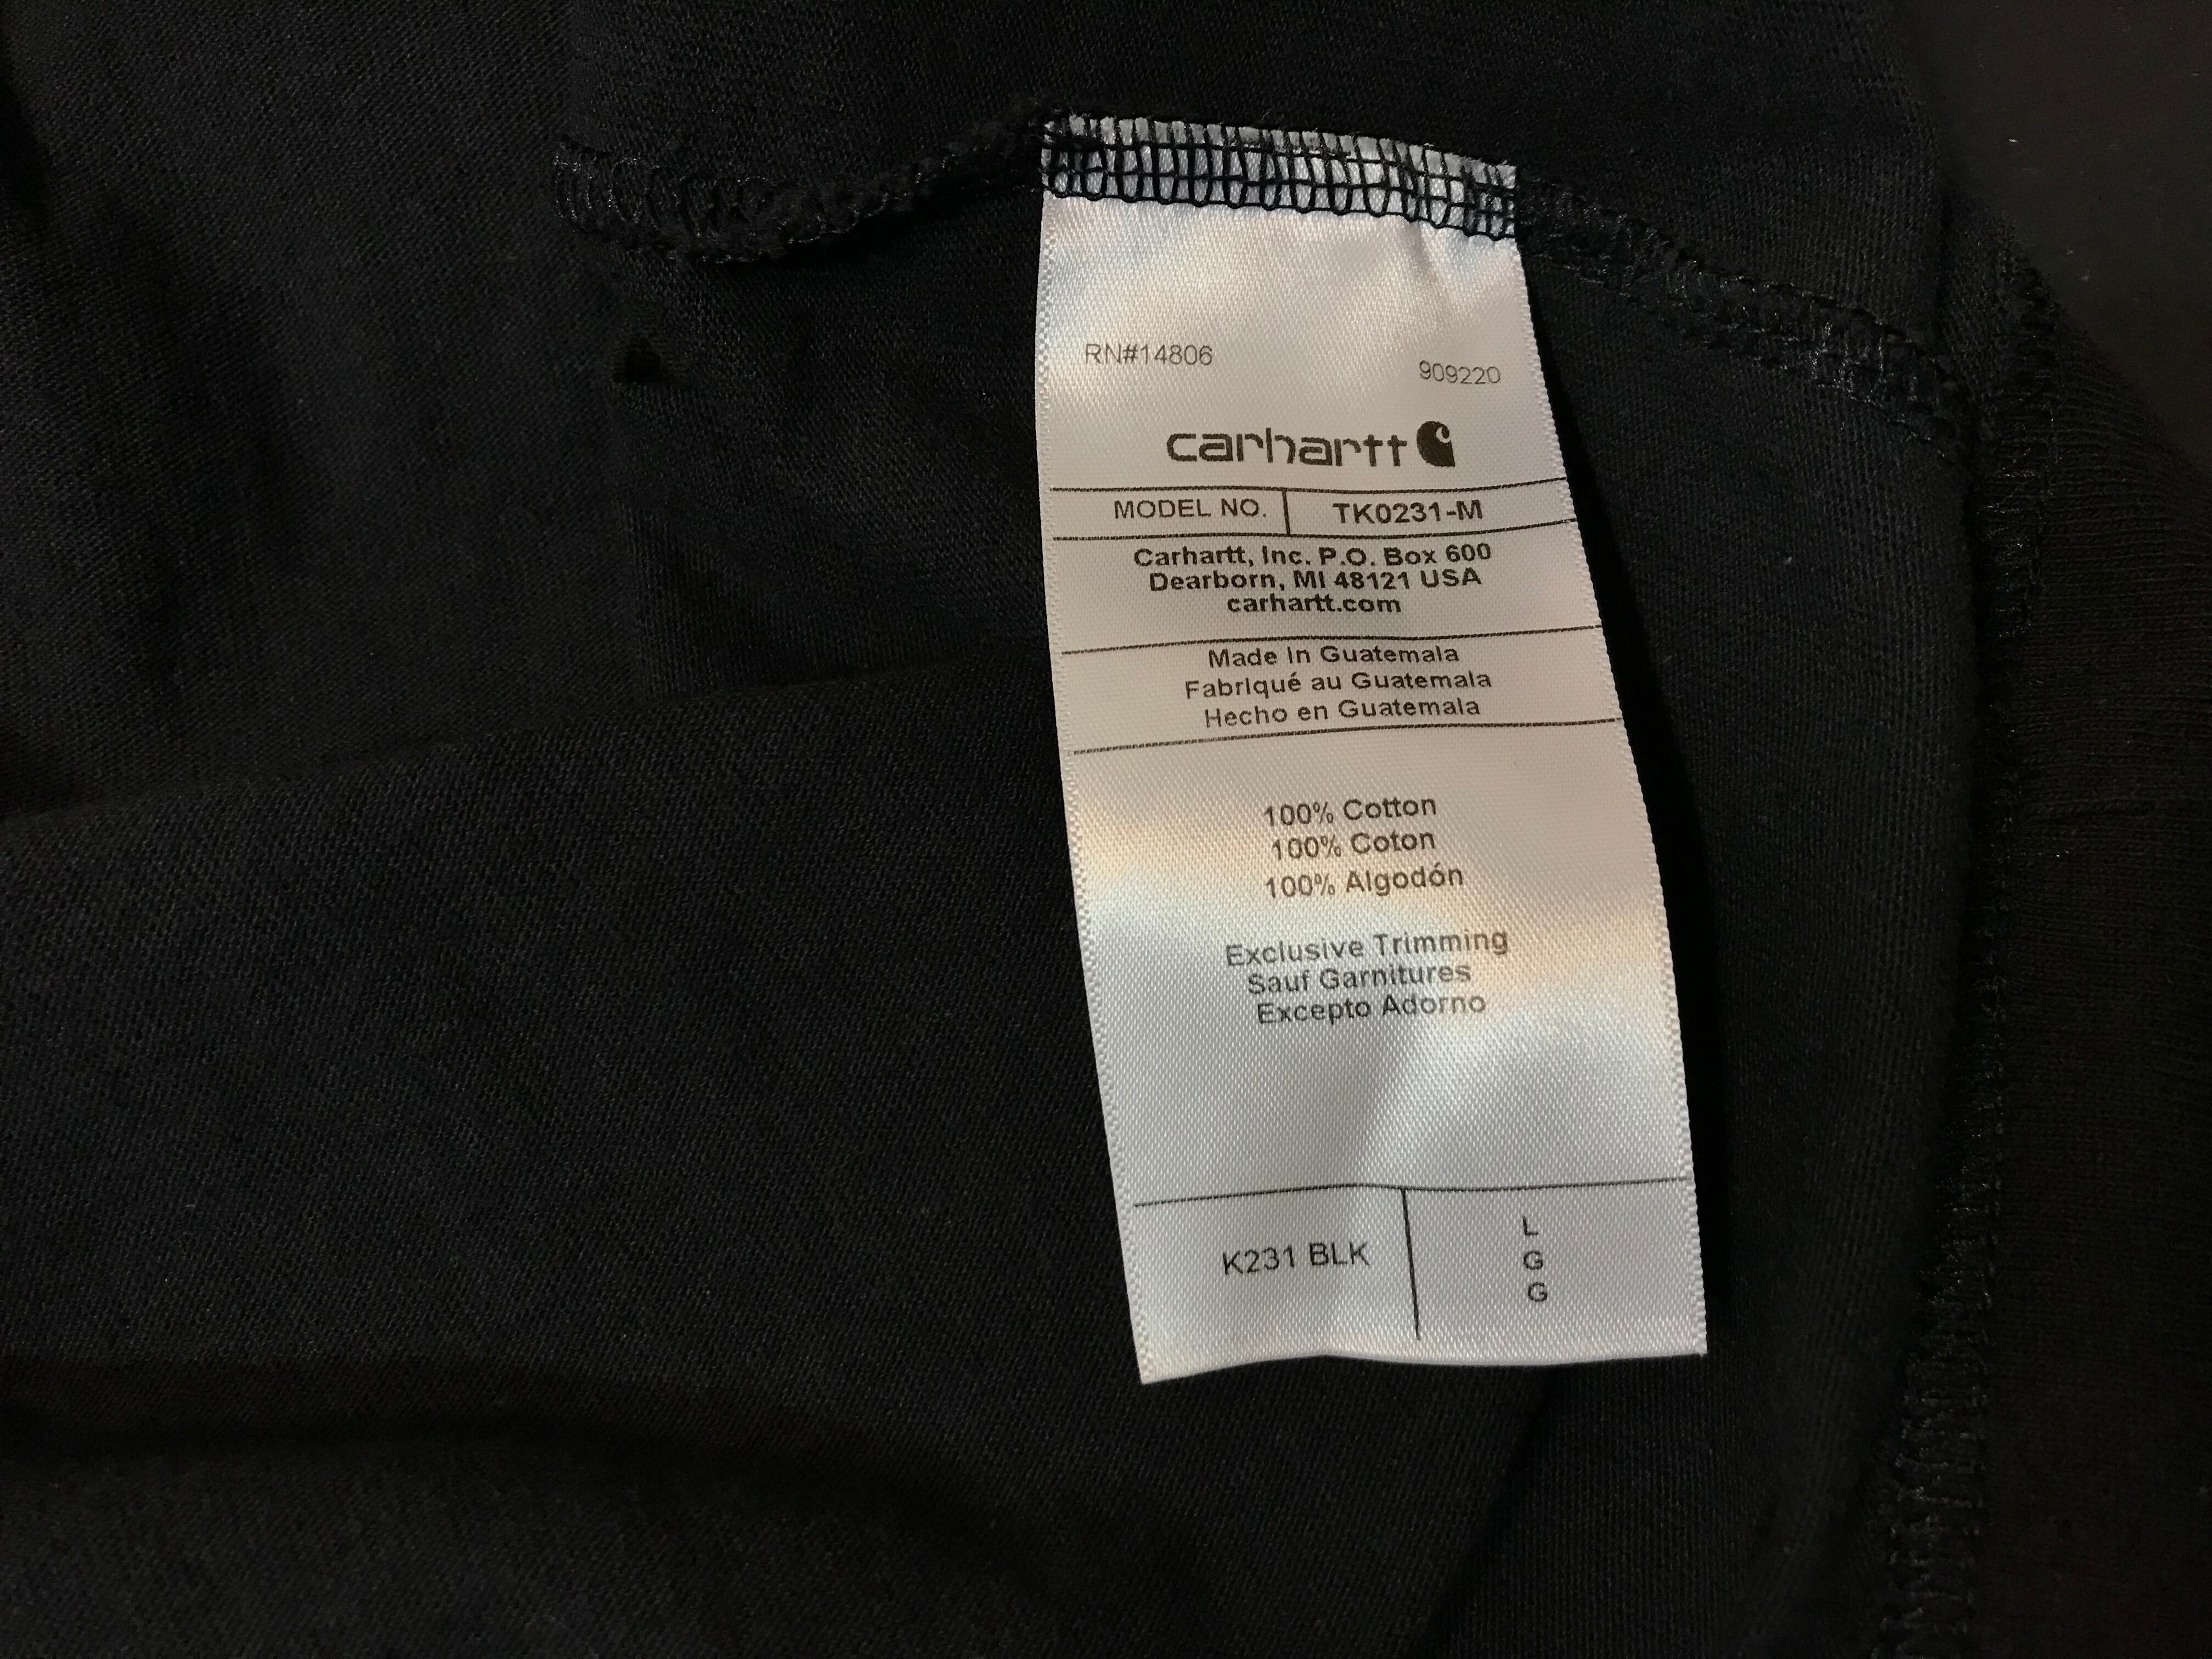 RN#14806 909220
carhartt
MODEL NO. TK0231-M
Carhartt, Inc. P.O. Box 600
Dearborn, MI 48121 USA
carhartt.com
Made In Guatemala
Fabriqué au Guatemala
Hecho en Guatemala
100% Cotton
100% Coton
100% Algodón
Exclusive Trimming
Sauf Garnitures
Excepto Adorno
K231 BLK
L
G
G